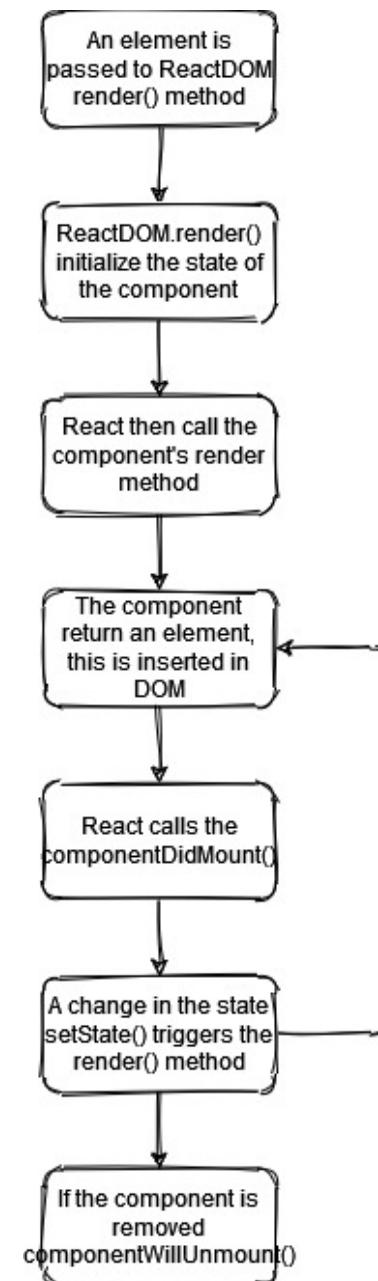 An element is
passed to ReactDOM
render() method
ReactDOM.render()
initialize the state of
the component
React then call the
component's render
method
The component
return an element,
this is inserted in
DOM
React calls the
componentDidMount()
A change in the state
setState() triggers the
render() method
If the component is
removed
componentWillUnmount()